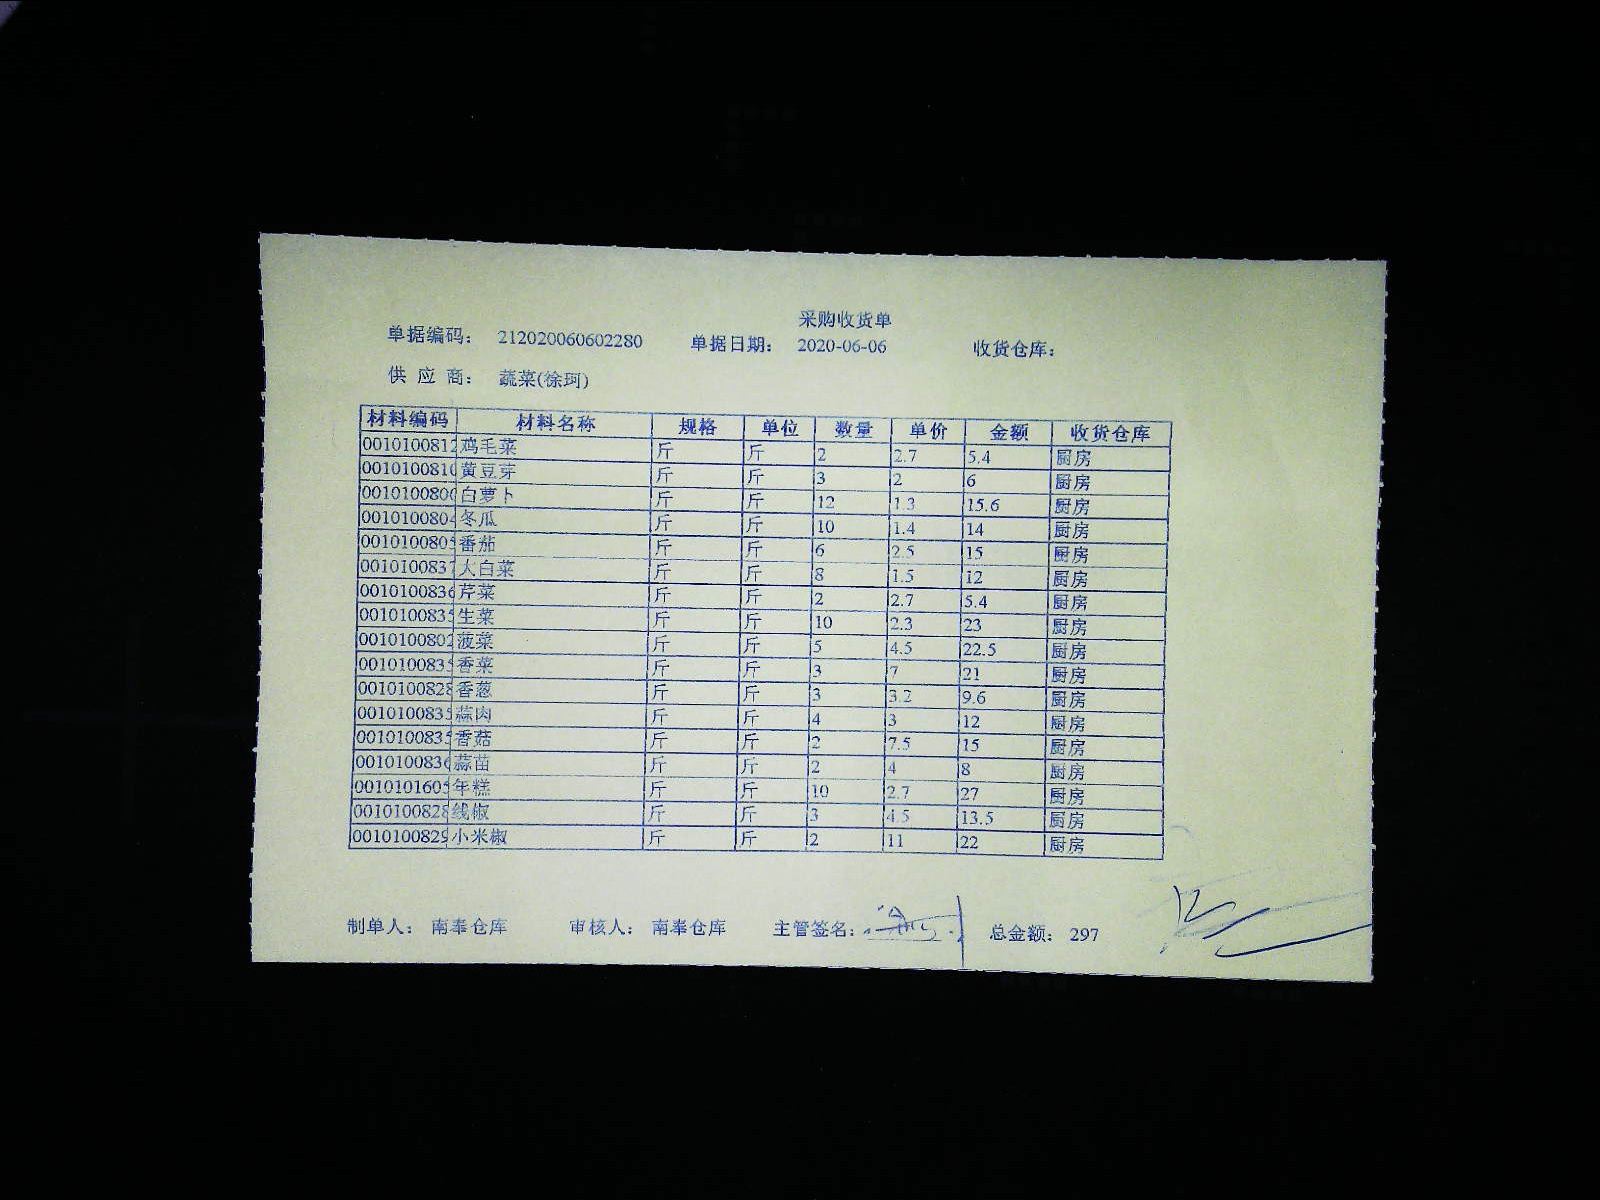 采购收货单
单据编码： 212020060602280 单据日期： 2020-06-06 收货仓库：
供 应 商： 蔬菜(徐珂)
材料编码 材料名称 规格 单位 数量 单价 金额 收货仓库
0010100812 鸡毛菜 斤 斤 2 2.7 5.4 厨房
001010081 黄豆芽 斤 斤 3 2 6 厨房
001010080 白萝卜 斤 斤 12 1.3 15.6 厨房
001010080 冬瓜 斤 斤 10 1.4 14 厨房
001010080 番茄 斤 斤 6 2.5 15 厨房
001010083 大白菜 斤 斤 8 1.5 12 厨房
001010083 芹菜 斤 斤 2 2.7 5.4 厨房
001010083 生菜 斤 斤 10 2.3 23 厨房
001010080 菠菜 斤 斤 5 4.5 22.5 厨房
001010083 香菜 斤 斤 3 7 21 厨房
001010082 香葱 斤 斤 3 3.2 9.6 厨房
001010083 蒜肉 斤 斤 4 3 12 厨房
001010083 香菇 斤 斤 2 7.5 15 厨房
001010083 蒜苗 斤 斤 2 4 8 厨房
001010160 年糕 斤 斤 10 2.7 27 厨房
001010082 线椒 斤 斤 3 4.5 13.5 厨房
001010082 小米椒 斤 斤 2 11 22 厨房
制单人： 南奉仓库 审核人： 南奉仓库 主管签名： 总金额： 297